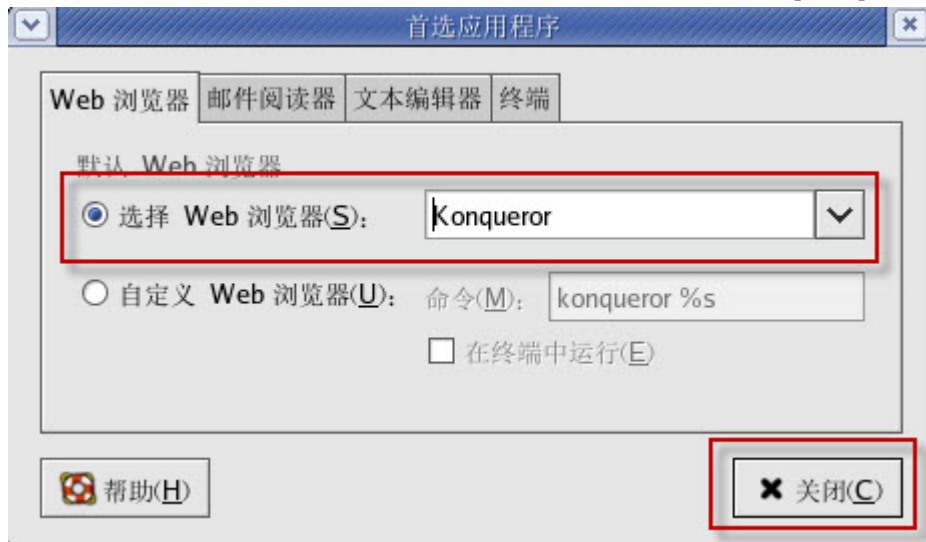 首选应用程序
Web 浏览器 邮件阅读器 文本编辑器 终端
默认 Web 浏览器
选择 Web 浏览器(S): Konqueror
自定义 Web 浏览器(U): 命令(M): konqueror %s
在终端中运行(E)
帮助(H) 关闭(C)